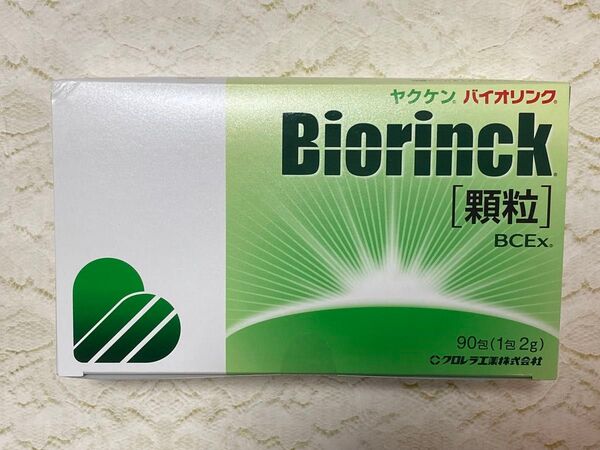 ヤクケン® バイオリンク®
Biorinck®
[顆粒]
BCEx®
90包(1包2g)
クロレラ工業株式会社